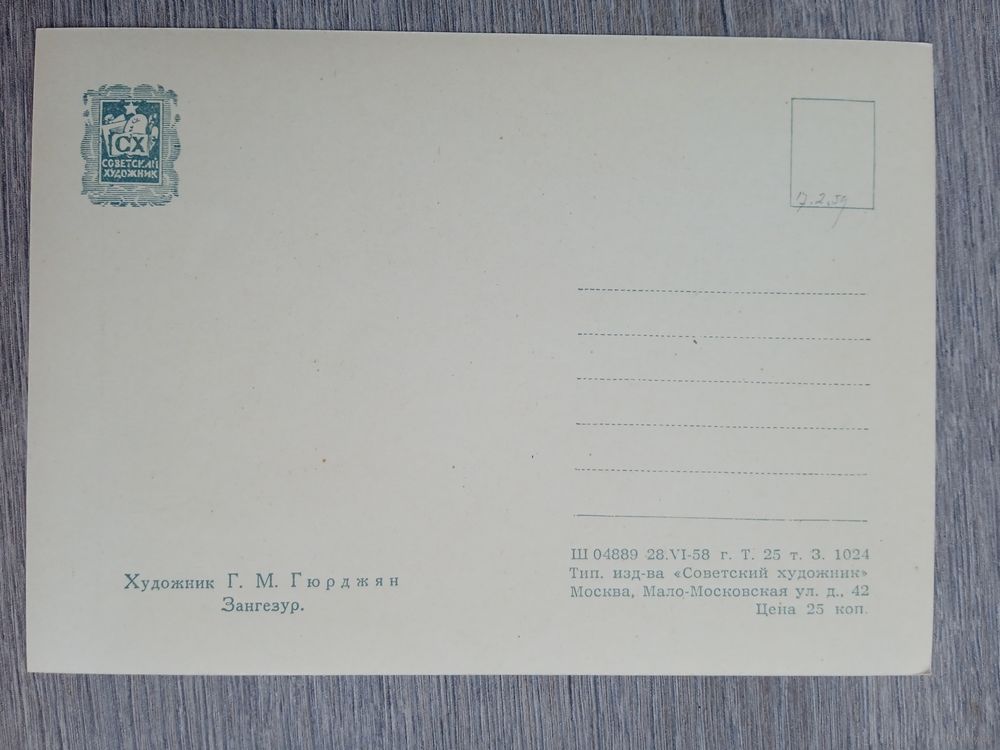 СХ
СОВЕТСКИЙ
ХУДОЖНИК
17.2.59
Художник Г. М. Гюрджян
Зангезур.
Ш 04889 28.VI-58 г. Т. 25 т. З. 1024
Тип. изд-ва «Советский художник»
Москва, Мало-Московская ул. д., 42
Цена 25 коп.